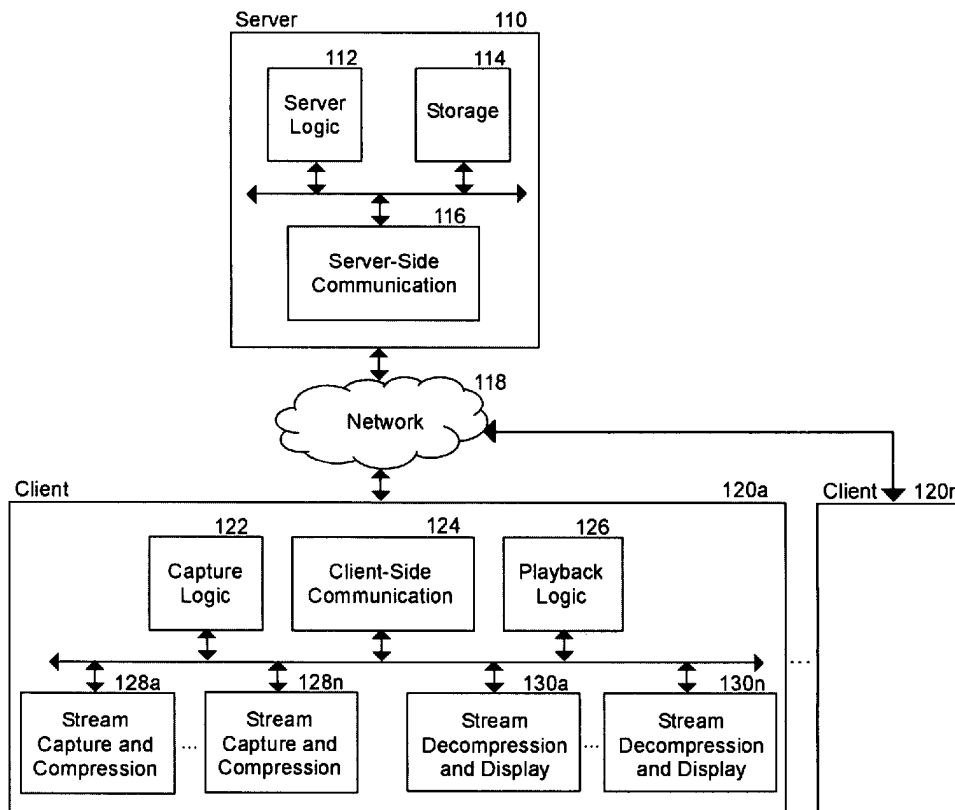 Server 110
112 114
Server
Logic
Storage
116
Server-Side
Communication
118
Network
Client 120a
Client 120n
122 124 126
Capture
Logic
Client-Side
Communication
Playback
Logic
128a 128n 130a 130n
Stream
Capture and
Compression
...
Stream
Capture and
Compression
Stream
Decompression
and Display
...
Stream
Decompression
and Display
...